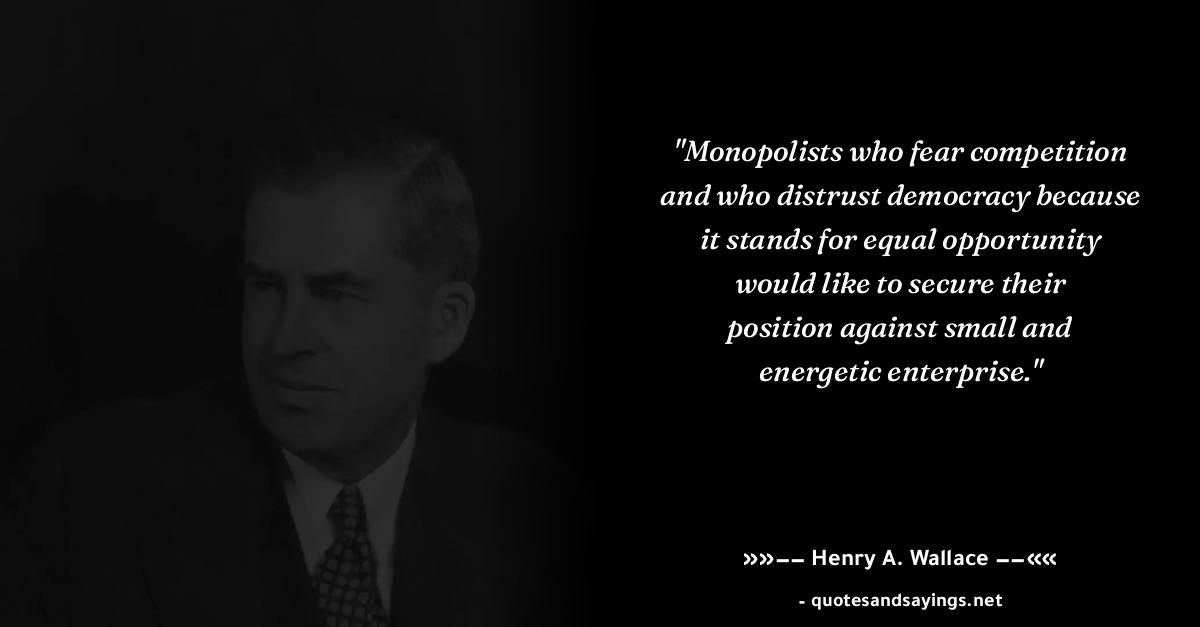 "Monopolists who fear competition
and who distrust democracy because
it stands for equal opportunity
would like to secure their
position against small and
energetic enterprise."
»»—— Henry A. Wallace ——««
- quotesandsayings.net